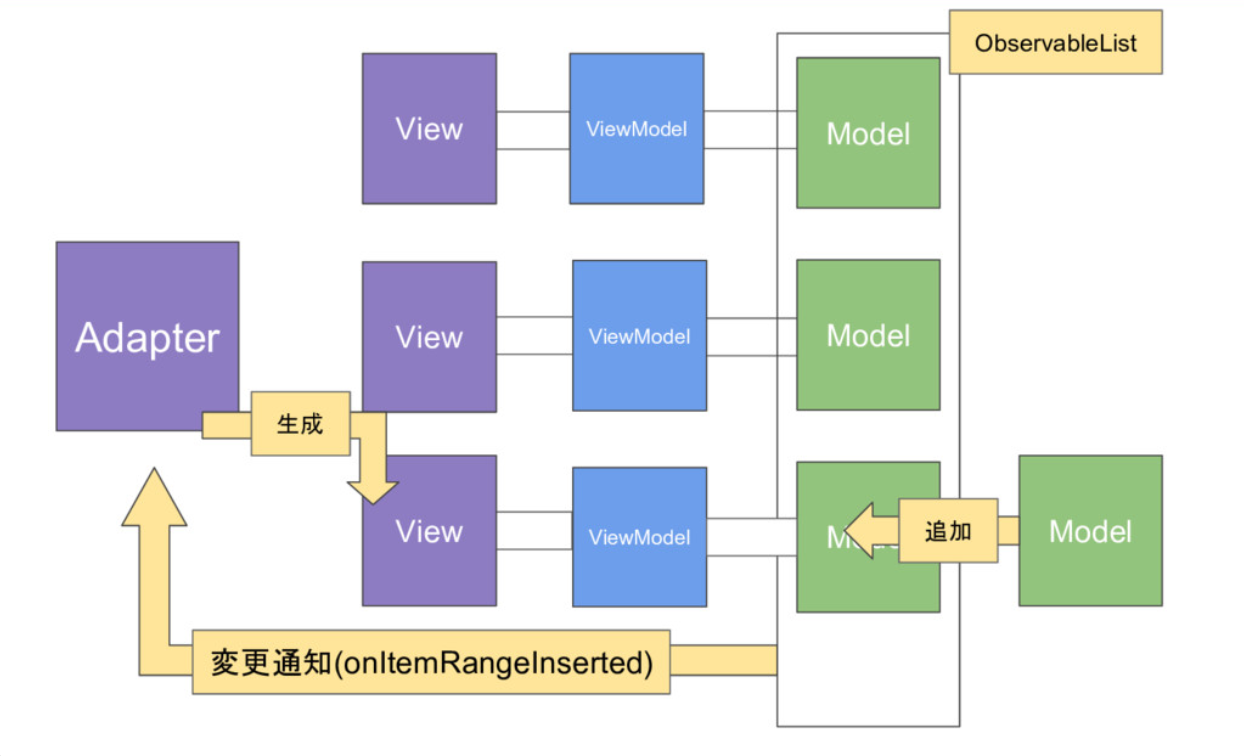 ObservableList
View
ViewModel
Model
Adapter
View
ViewModel
Model
生成
View
ViewModel
追加
Model
変更通知(onItemRangeInserted)